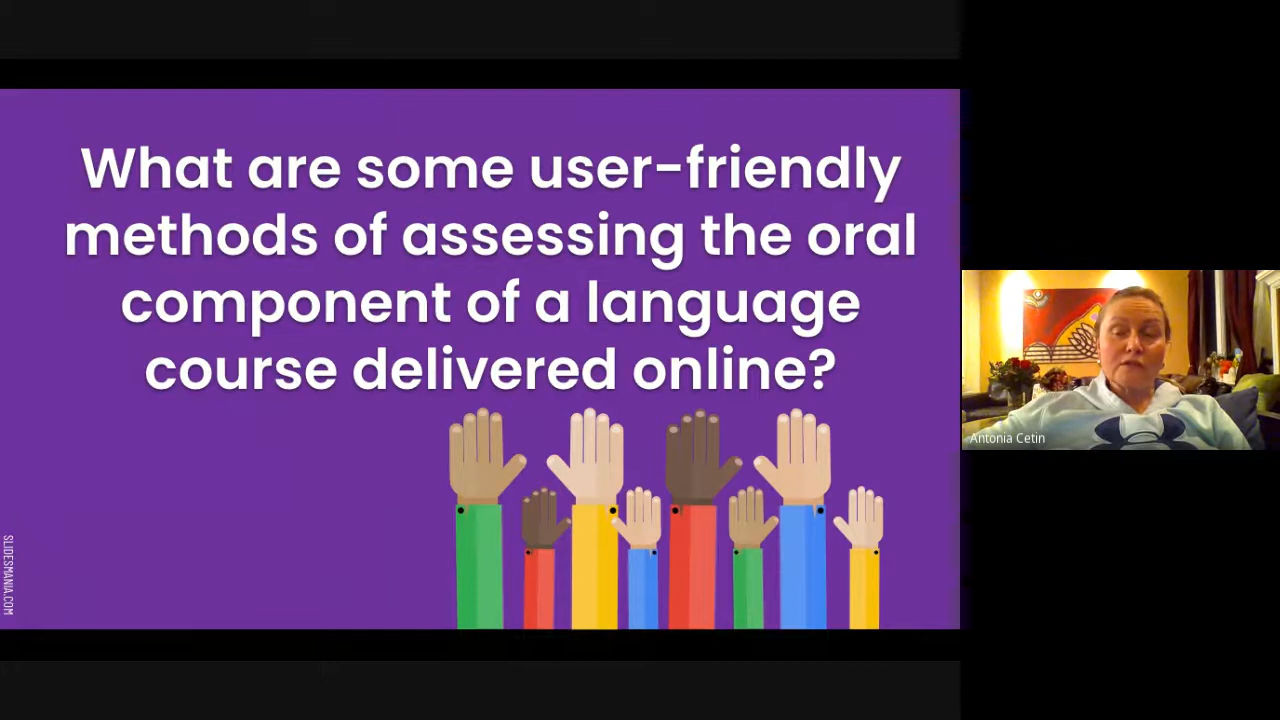 What are some user-friendly
methods of assessing the oral
component of a language
course delivered online?
SLIDESMANIA.COM
Antonia Cetin